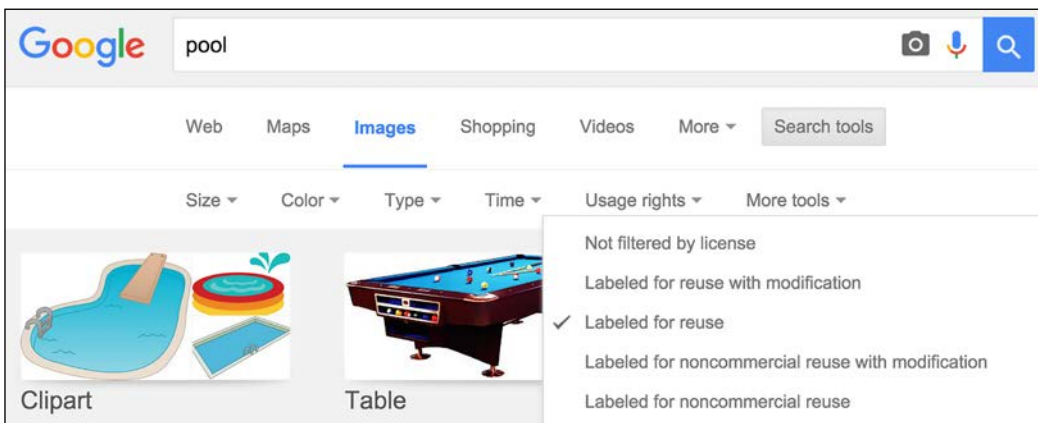 Google pool
Web Maps Images Shopping Videos More Search tools
Size Color Type Time Usage rights More tools
Not filtered by license
Labeled for reuse with modification
Labeled for reuse
Labeled for noncommercial reuse with modification
Labeled for noncommercial reuse
Clipart Table